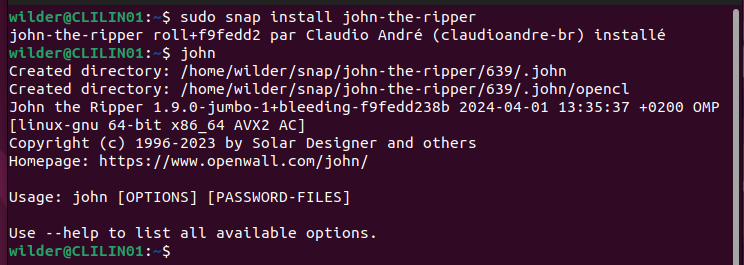 wilder@CLILIN01:~$ sudo snap install john-the-ripper
john-the-ripper roll+f9fedd2 par Claudio André (claudioandre-br) installé
wilder@CLILIN01:~$ john
Created directory: /home/wilder/snap/john-the-ripper/639/.john
Created directory: /home/wilder/snap/john-the-ripper/639/.john/opencl
John the Ripper 1.9.0-jumbo-1+bleeding-f9fedd238b 2024-04-01 13:35:37 +0200 OMP
[linux-gnu 64-bit x86_64 AVX2 AC]
Copyright (c) 1996-2023 by Solar Designer and others
Homepage: https://www.openwall.com/john/

Usage: john [OPTIONS] [PASSWORD-FILES]

Use --help to list all available options.
wilder@CLILIN01:~$